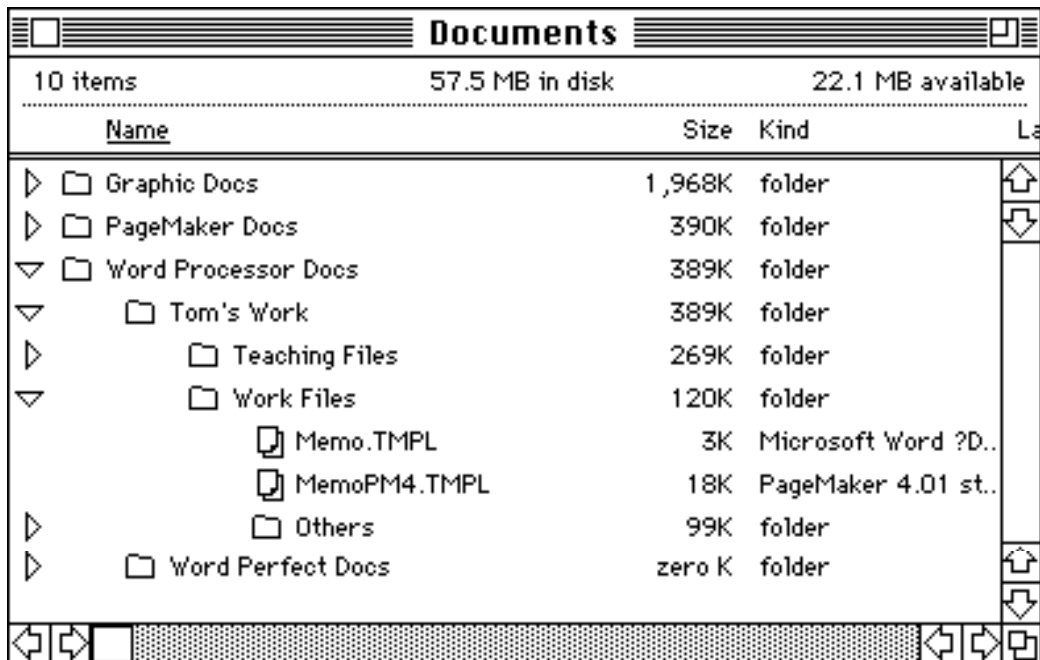 Documents
10 items 57.5 MB in disk 22.1 MB available
Name Size Kind La
Graphic Docs 1,968K folder
PageMaker Docs 390K folder
Word Processor Docs 389K folder
Tom's Work 389K folder
Teaching Files 269K folder
Work Files 120K folder
Memo.TMPL 3K Microsoft Word ?D..
MemoPM4.TMPL 18K PageMaker 4.01 st..
Others 99K folder
Word Perfect Docs zero K folder